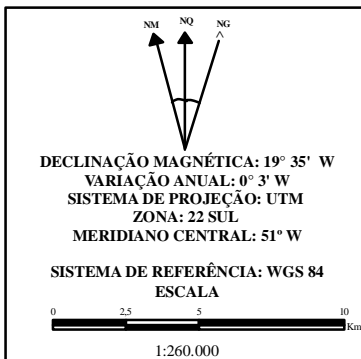 NM NQ NG
DECLINAÇÃO MAGNÉTICA: 19° 35' W
VARIAÇÃO ANUAL: 0° 3' W
SISTEMA DE PROJEÇÃO: UTM
ZONA: 22 SUL
MERIDIANO CENTRAL: 51º W
SISTEMA DE REFERÊNCIA: WGS 84
ESCALA
0 2,5 5 10
Km
1:260.000